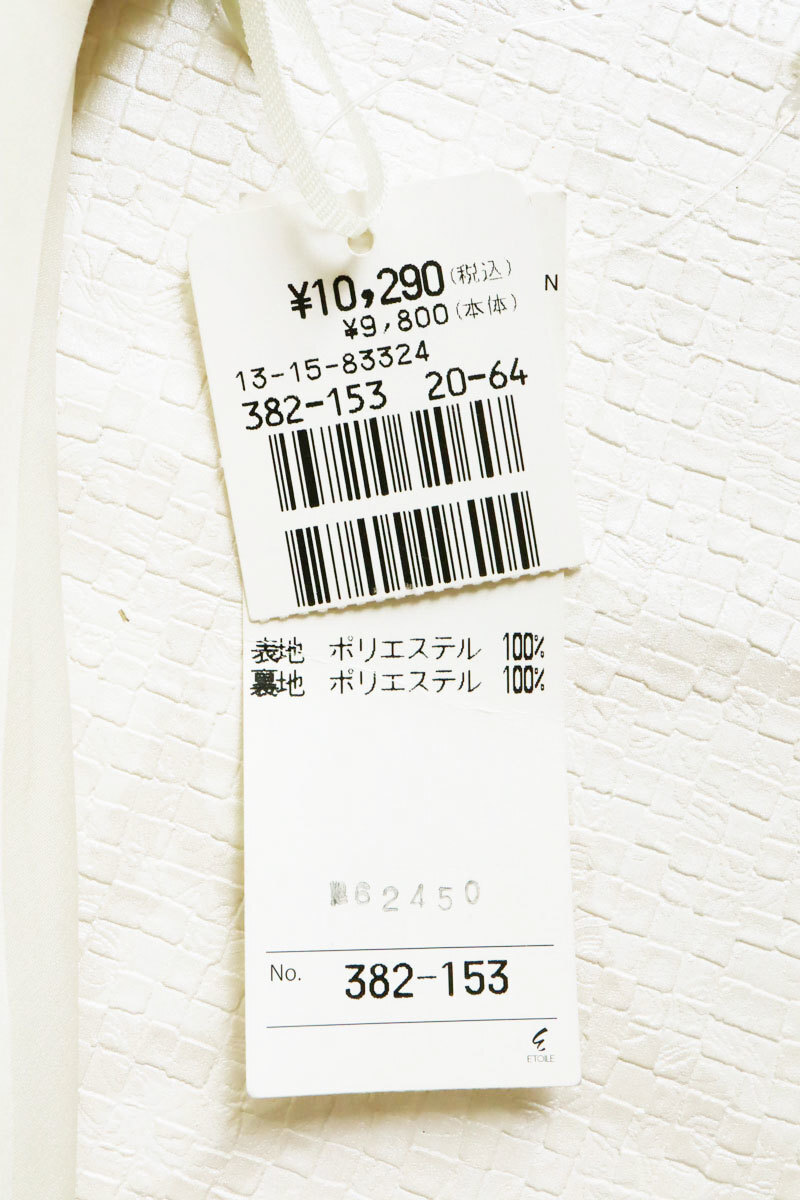 ¥10,290(税込)
¥9,800(本体)
N
13-15-83324
382-153 20-64
表地 ポリエステル 100%
裏地 ポリエステル 100%
62450
No. 382-153
ETOILE